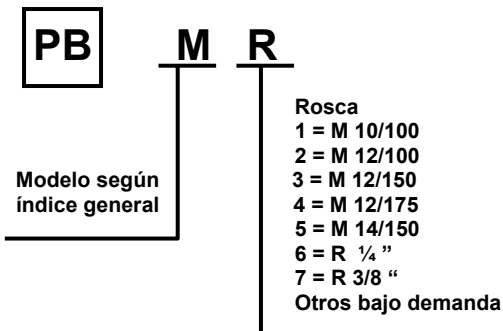 PB M R
Rosca
1 = M 10/100
2 = M 12/100
3 = M 12/150
4 = M 12/175
5 = M 14/150
6 = R ¼ ”
7 = R 3/8 “
Otros bajo demanda
Modelo según
índice general